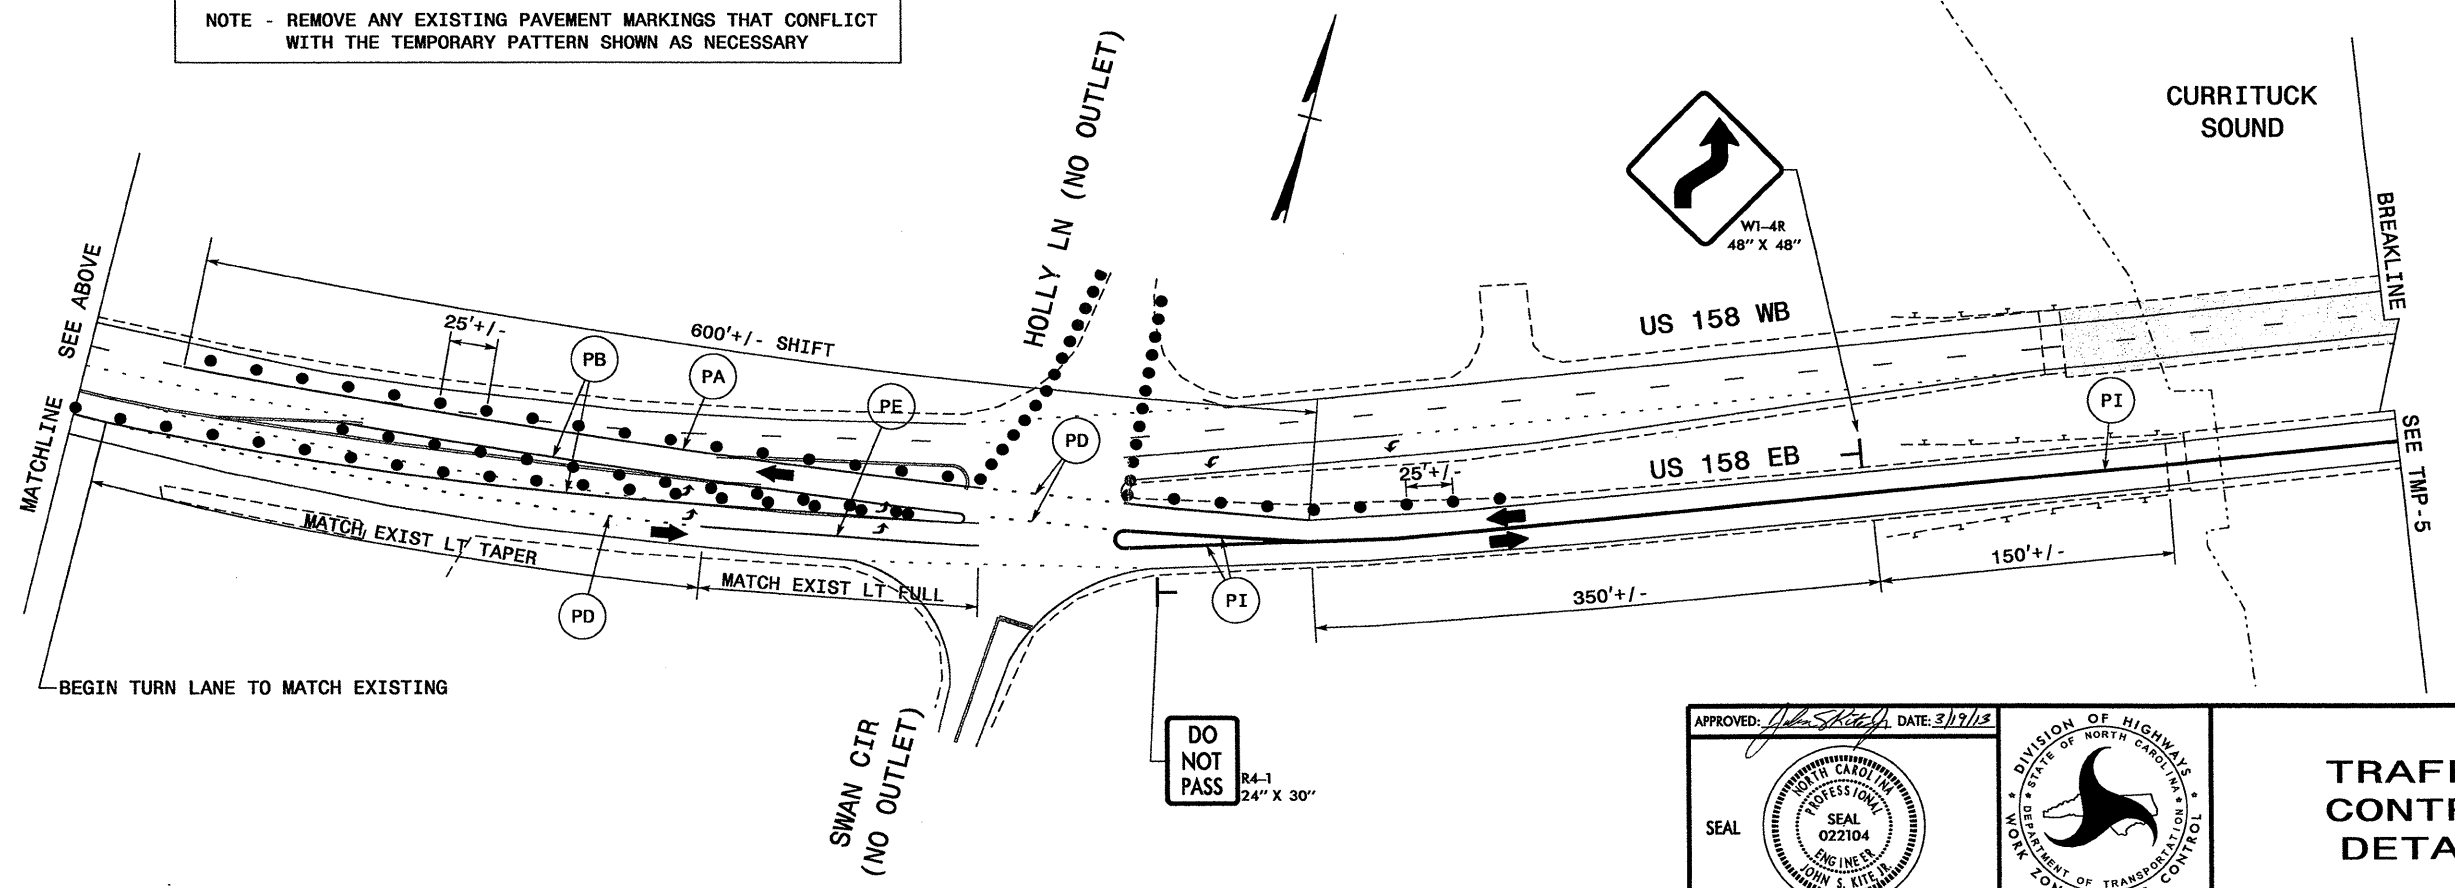 NOTE - REMOVE ANY EXISTING PAVEMENT MARKINGS THAT CONFLICT
WITH THE TEMPORARY PATTERN SHOWN AS NECESSARY
HOLLY LN (NO OUTLET)
CURRITUCK
SOUND
W1-4R
48" X 48"
BREAKLINE
SEE ABOVE
MATCHLINE
25'+/-
600'+/- SHIFT
PB
PA
PE
PD
US 158 WB
US 158 EB
25'+/-
PI
SEE TMP-5
MATCH EXIST LT TAPER
MATCH EXIST LT FULL
PD
PI
350'+/-
150'+/-
BEGIN TURN LANE TO MATCH EXISTING
SWAN CIR
(NO OUTLET)
DO
NOT
PASS
R4-1
24" X 30"
APPROVED: John S Kite Jr DATE: 3/19/13
SEAL
NORTH CAROLINA
PROFESSIONAL
SEAL
022104
ENGINEER
JOHN S. KITE, JR.
DIVISION OF HIGHWAYS
STATE OF NORTH CAROLINA
DEPARTMENT OF TRANSPORTATION
WORK ZON
CONTROL
TRAF
CONT
DETA